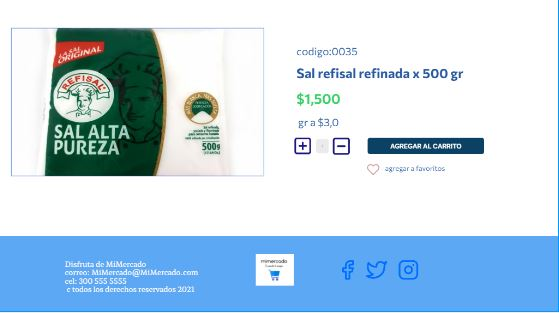 LA SAL
ORIGINAL
REFISAL
SAL ALTA
PUREZA
500g
codigo:0035
Sal refisal refinada x 500 gr
$1,500
gr a $3,0
AGREGAR AL CARRITO
agregar a favoritos
Disfruta de MiMercado
correo: MiMercado@MiMercado.com
cel: 300 555 5555
c todos los derechos reservados 2021
mimercado